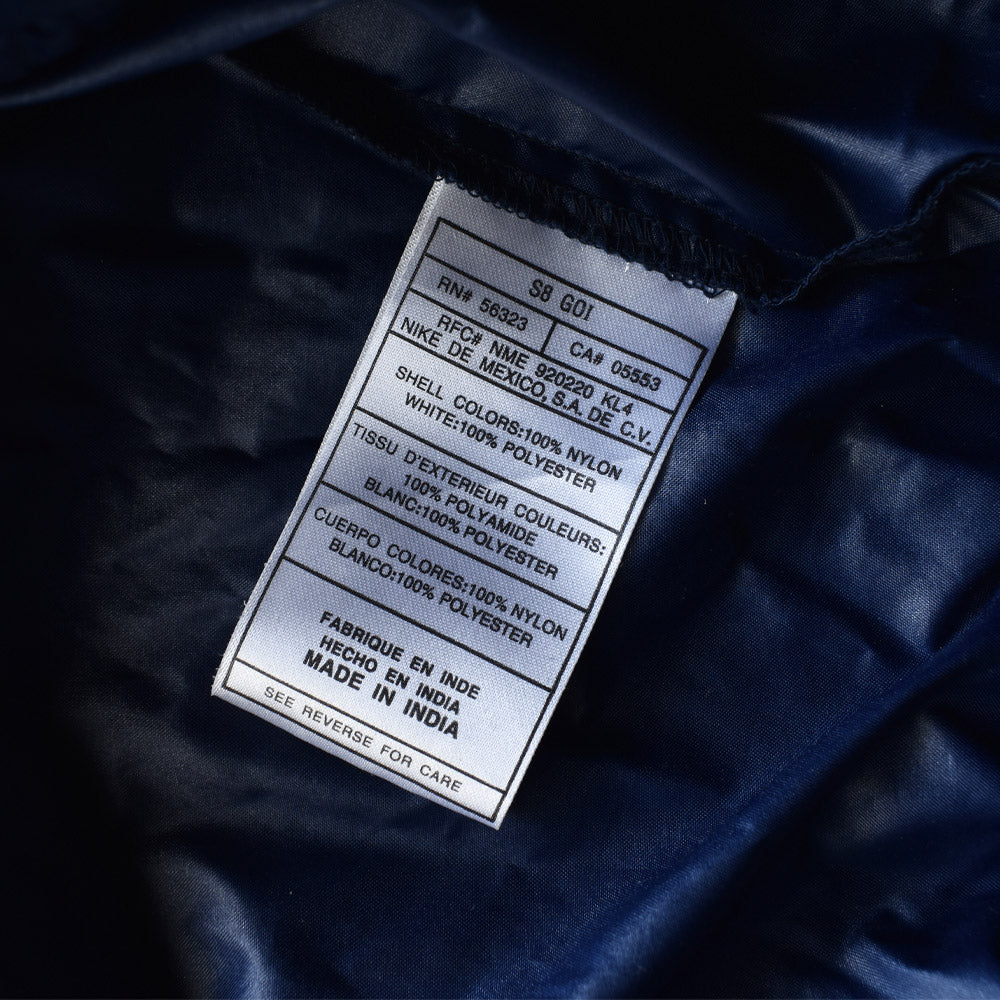 S8 GOI
RN# 56323
CA# 05553
RFC# NME 920220 KL4
NIKE DE MEXICO, S.A. DE C.V.
SHELL COLORS:100% NYLON
WHITE:100% POLYESTER
TISSU D'EXTERIEUR COULEURS:
100% POLYAMIDE
BLANC:100% POLYESTER
CUERPO COLORES:100% NYLON
BLANCO:100% POLYESTER
FABRIQUE EN INDE
HECHO EN INDIA
MADE IN INDIA
SEE REVERSE FOR CARE